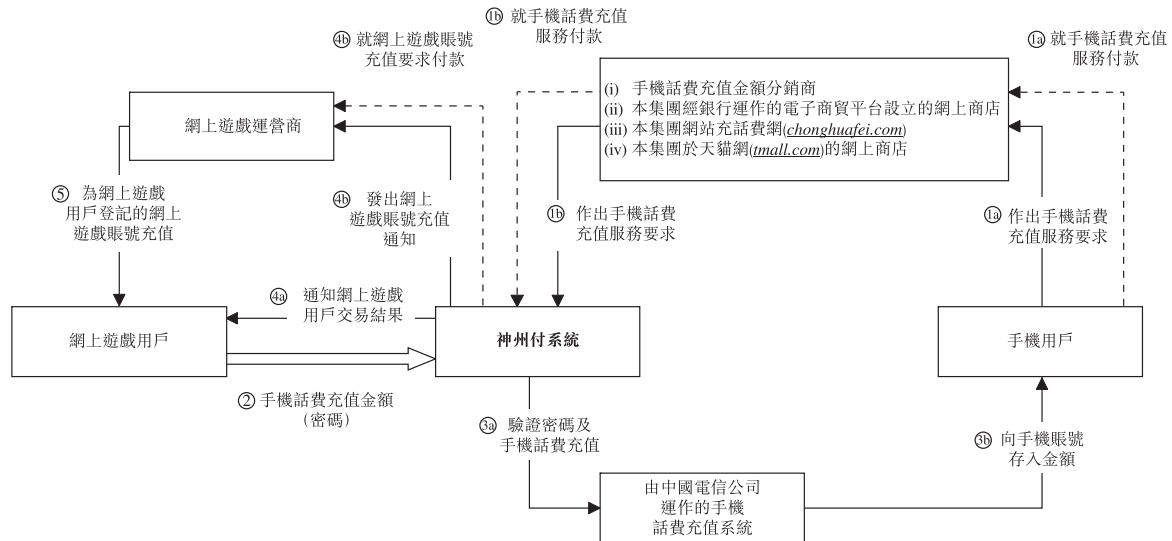 1b 就手機話費充值
服務付款
4b 就網上遊戲賬號
充值要求付款
1a 就手機話費充值
服務付款
(i) 手機話費充值金額分銷商
(ii) 本集團經銀行運作的電子商貿平台設立的網上商店
(iii) 本集團網站充話費網(chonghuafei.com)
(iv) 本集團於天貓網(tmall.com)的網上商店
網上遊戲運營商
5 為網上遊戲
用戶登記的網上
遊戲賬號充值
4b 發出網上
遊戲賬號充值
通知
1b 作出手機話費
充值服務要求
1a 作出手機話費
充值服務要求
4a 通知網上遊戲
用戶交易結果
網上遊戲用戶
神州付系統
手機用戶
2 手機話費充值金額
(密碼)
3a 驗證密碼及
手機話費充值
3b 向手機賬號
存入金額
由中國電信公司
運作的手機
話費充值系統